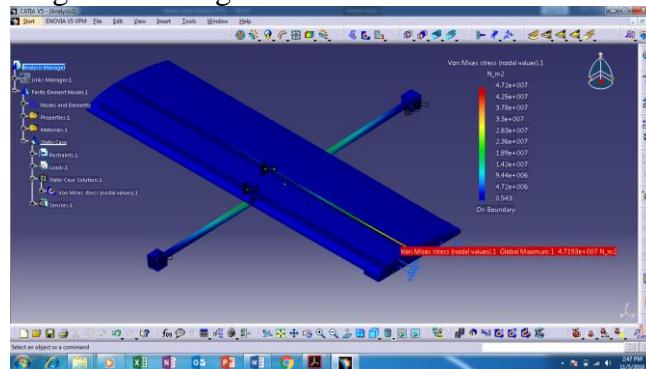 CATIA V5 - [Analysis1]
Start ENOVIA V5 VPM File Edit View Insert Tools Window Help
Analysis Manager
Links Manager.1
Finite Element Model.1
Nodes and Elements
Properties.1
Materials.1
Static Case
Restraints.1
Loads.1
Static Case Solution.1
Von Mises stress (nodal values).1
Sensors.1
Von Mises stress (nodal values).1
N_m2
4.72e+007
4.25e+007
3.78e+007
3.3e+007
2.83e+007
2.36e+007
1.89e+007
1.42e+007
9.44e+006
4.72e+006
0.543
On Boundary
Von Mises stress (nodal values).1 Global Maximum.1 4.7193e+007 N_m2
Select an object or a command
2:47 PM
11/5/2018